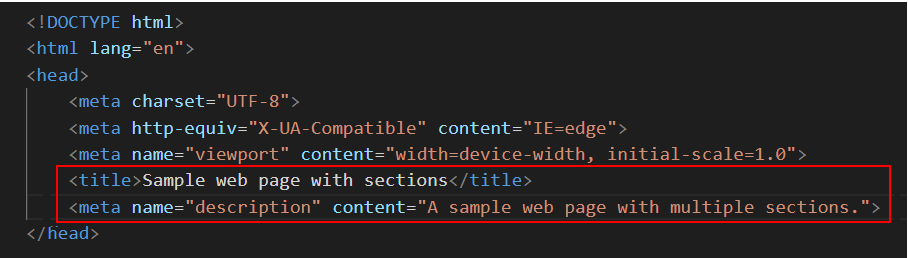 <!DOCTYPE html>
<html lang="en">
<head>
<meta charset="UTF-8">
<meta http-equiv="X-UA-Compatible" content="IE=edge">
<meta name="viewport" content="width=device-width, initial-scale=1.0">
<title>Sample web page with sections</title>
<meta name="description" content="A sample web page with multiple sections.">
</head>